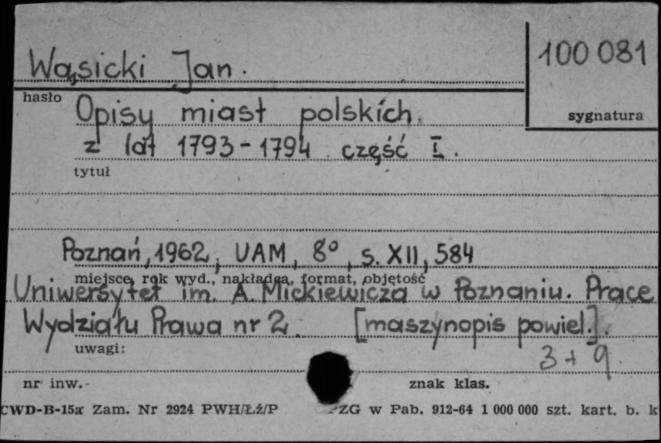 Wąsicki Jan.
100 081
hasło
sygnatura
Opisy miast polskich.
z lat 1793-1794 część I.
tytuł
Poznań, 1962, UAM, 8°, s. XII, 584
miejsce, rok wyd., nakładca, format, objętość
Uniwersytet im. A. Mickiewicza w Poznaniu. Prace
Wydziału Prawa nr 2. [maszynopis powiel.].
uwagi:
3 + 9
nr inw.
znak klas.
CWD-B-15a Zam. Nr 2924 PWH/Łź/P PZG w Pab. 912-64 1 000 000 szt. kart. b. k